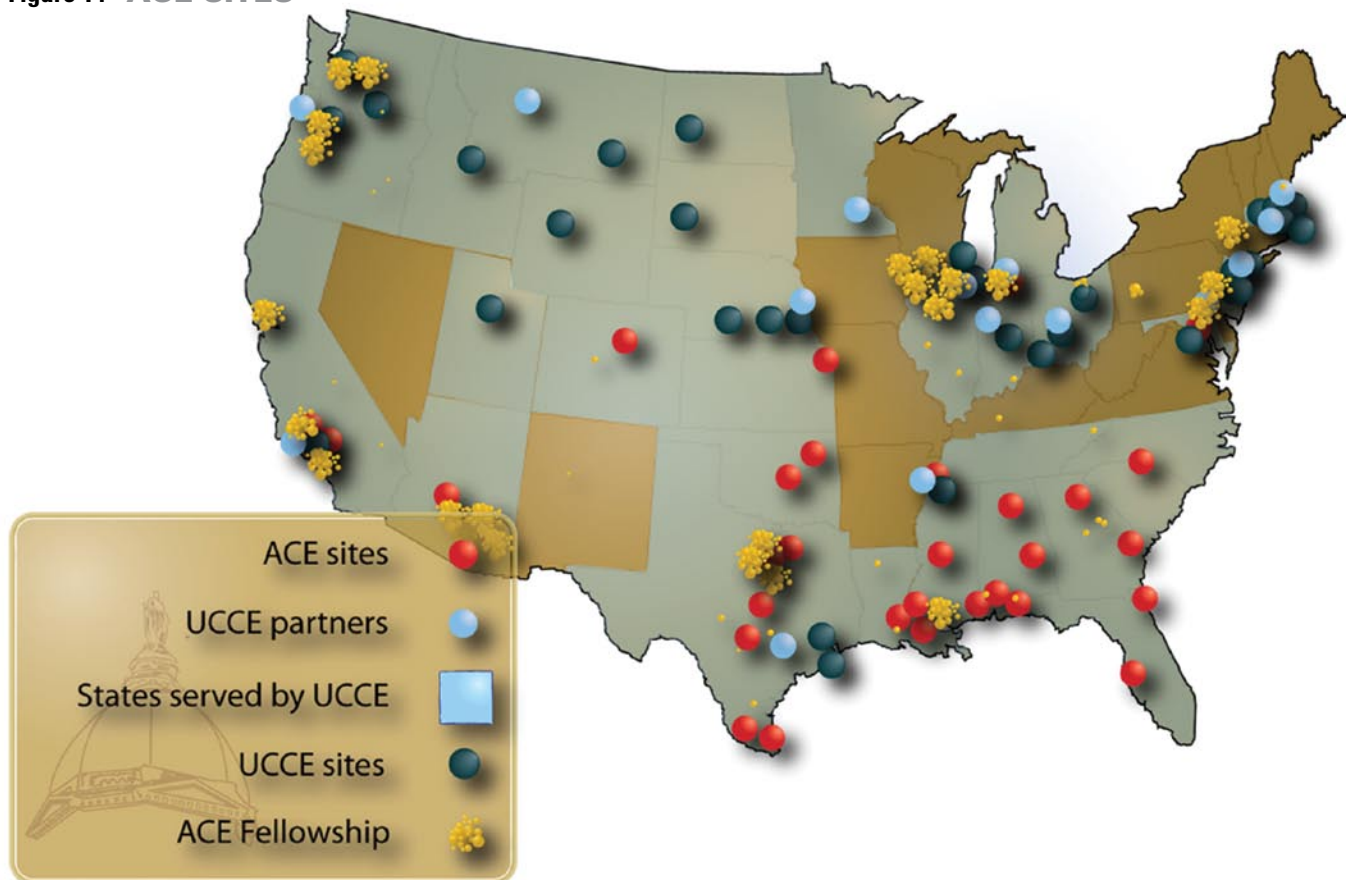 ACE sites
UCCE partners
States served by UCCE
UCCE sites
ACE Fellowship